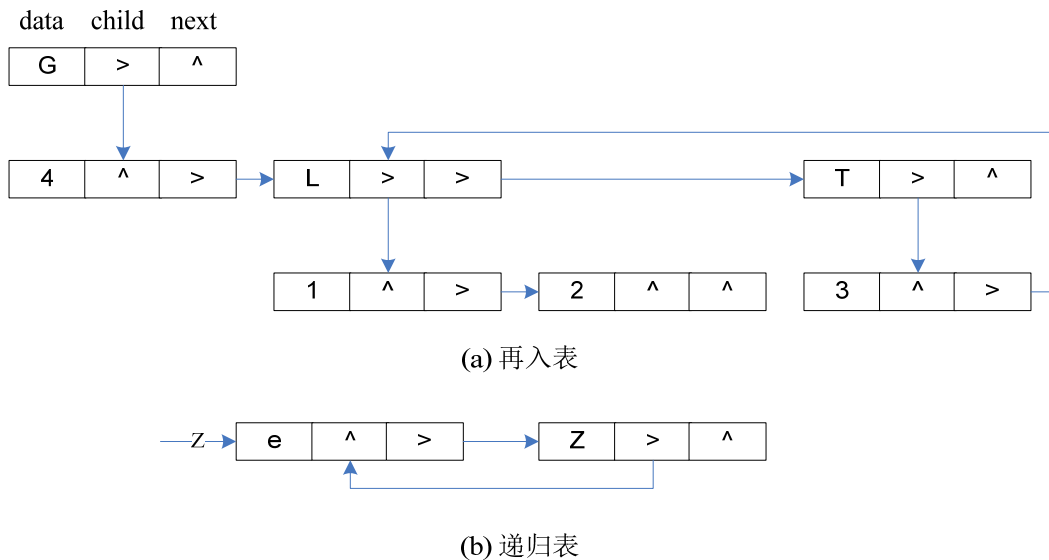 data child next
G > ^
4 ^ > L > > T > ^
1 ^ > 2 ^ ^ 3 ^ >
(a) 再入表
Z e ^ > Z > ^
(b) 递归表